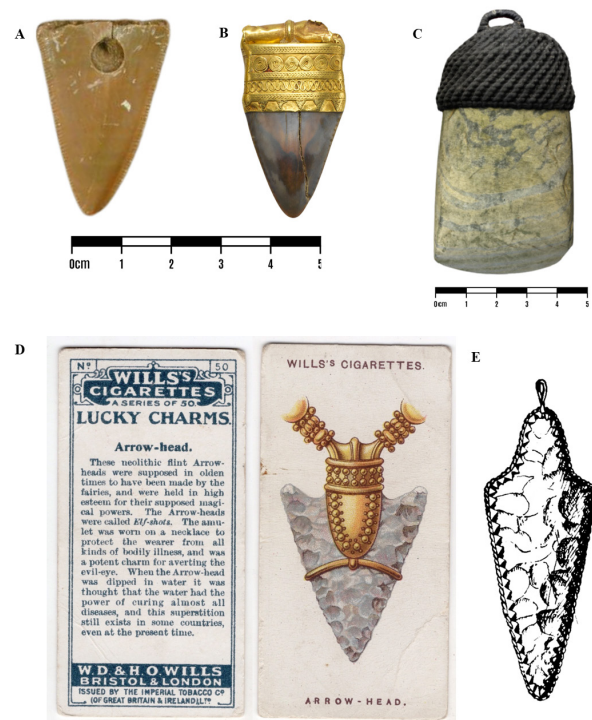 A
B
C
0cm 1 2 3 4 5
0cm 1 2 3 4 5
D
E
Nº 50
WILLS'S
CIGARETTES
A SERIES OF 50.
LUCKY CHARMS.
Arrow-head.
These neolithic flint Arrow-
heads were supposed in olden
times to have been made by the
fairies, and were held in high
esteem for their supposed magi-
cal powers. The Arrow-heads
were called Elf-shots. The amu-
let was worn on a necklace to
protect the wearer from all
kinds of bodily illness, and was
a potent charm for averting the
evil-eye. When the Arrow-head
was dipped in water it was
thought that the water had the
power of curing almost all
diseases, and this superstition
still exists in some countries,
even at the present time.
W.D. & H.O. WILLS
BRISTOL & LONDON
ISSUED BY THE IMPERIAL TOBACCO Cº
(OF GREAT BRITAIN & IRELAND) LTD
WILLS'S CIGARETTES.
ARROW-HEAD.